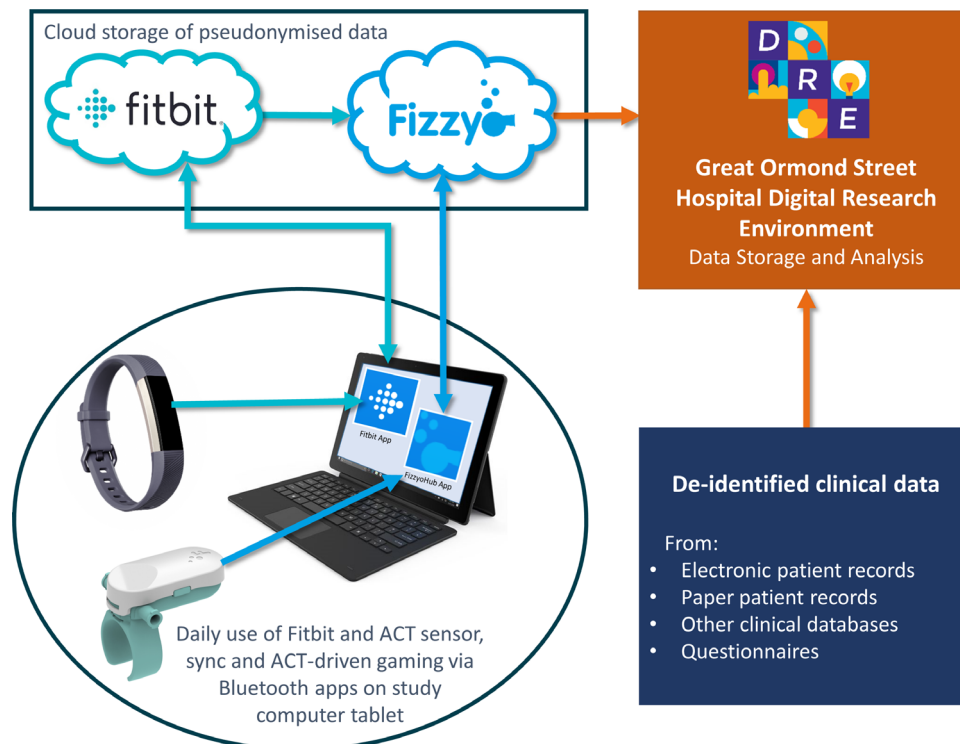 Cloud storage of pseudonymised data
fitbit
Fizzyo
D
R
E
Great Ormond Street
Hospital Digital Research
Environment
Data Storage and Analysis
Fitbit App
FizzyoHub App
Daily use of Fitbit and ACT sensor,
sync and ACT-driven gaming via
Bluetooth apps on study
computer tablet
De-identified clinical data
From:
• Electronic patient records
• Paper patient records
• Other clinical databases
• Questionnaires